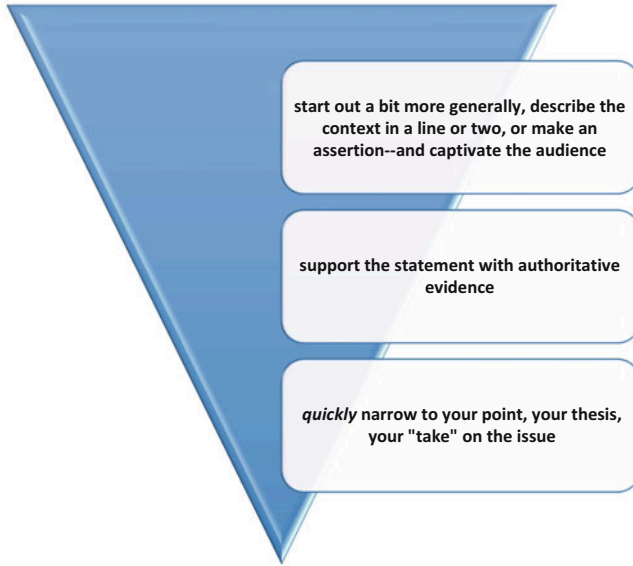 start out a bit more generally, describe the
context in a line or two, or make an
assertion--and captivate the audience
support the statement with authoritative
evidence
quickly narrow to your point, your thesis,
your "take" on the issue